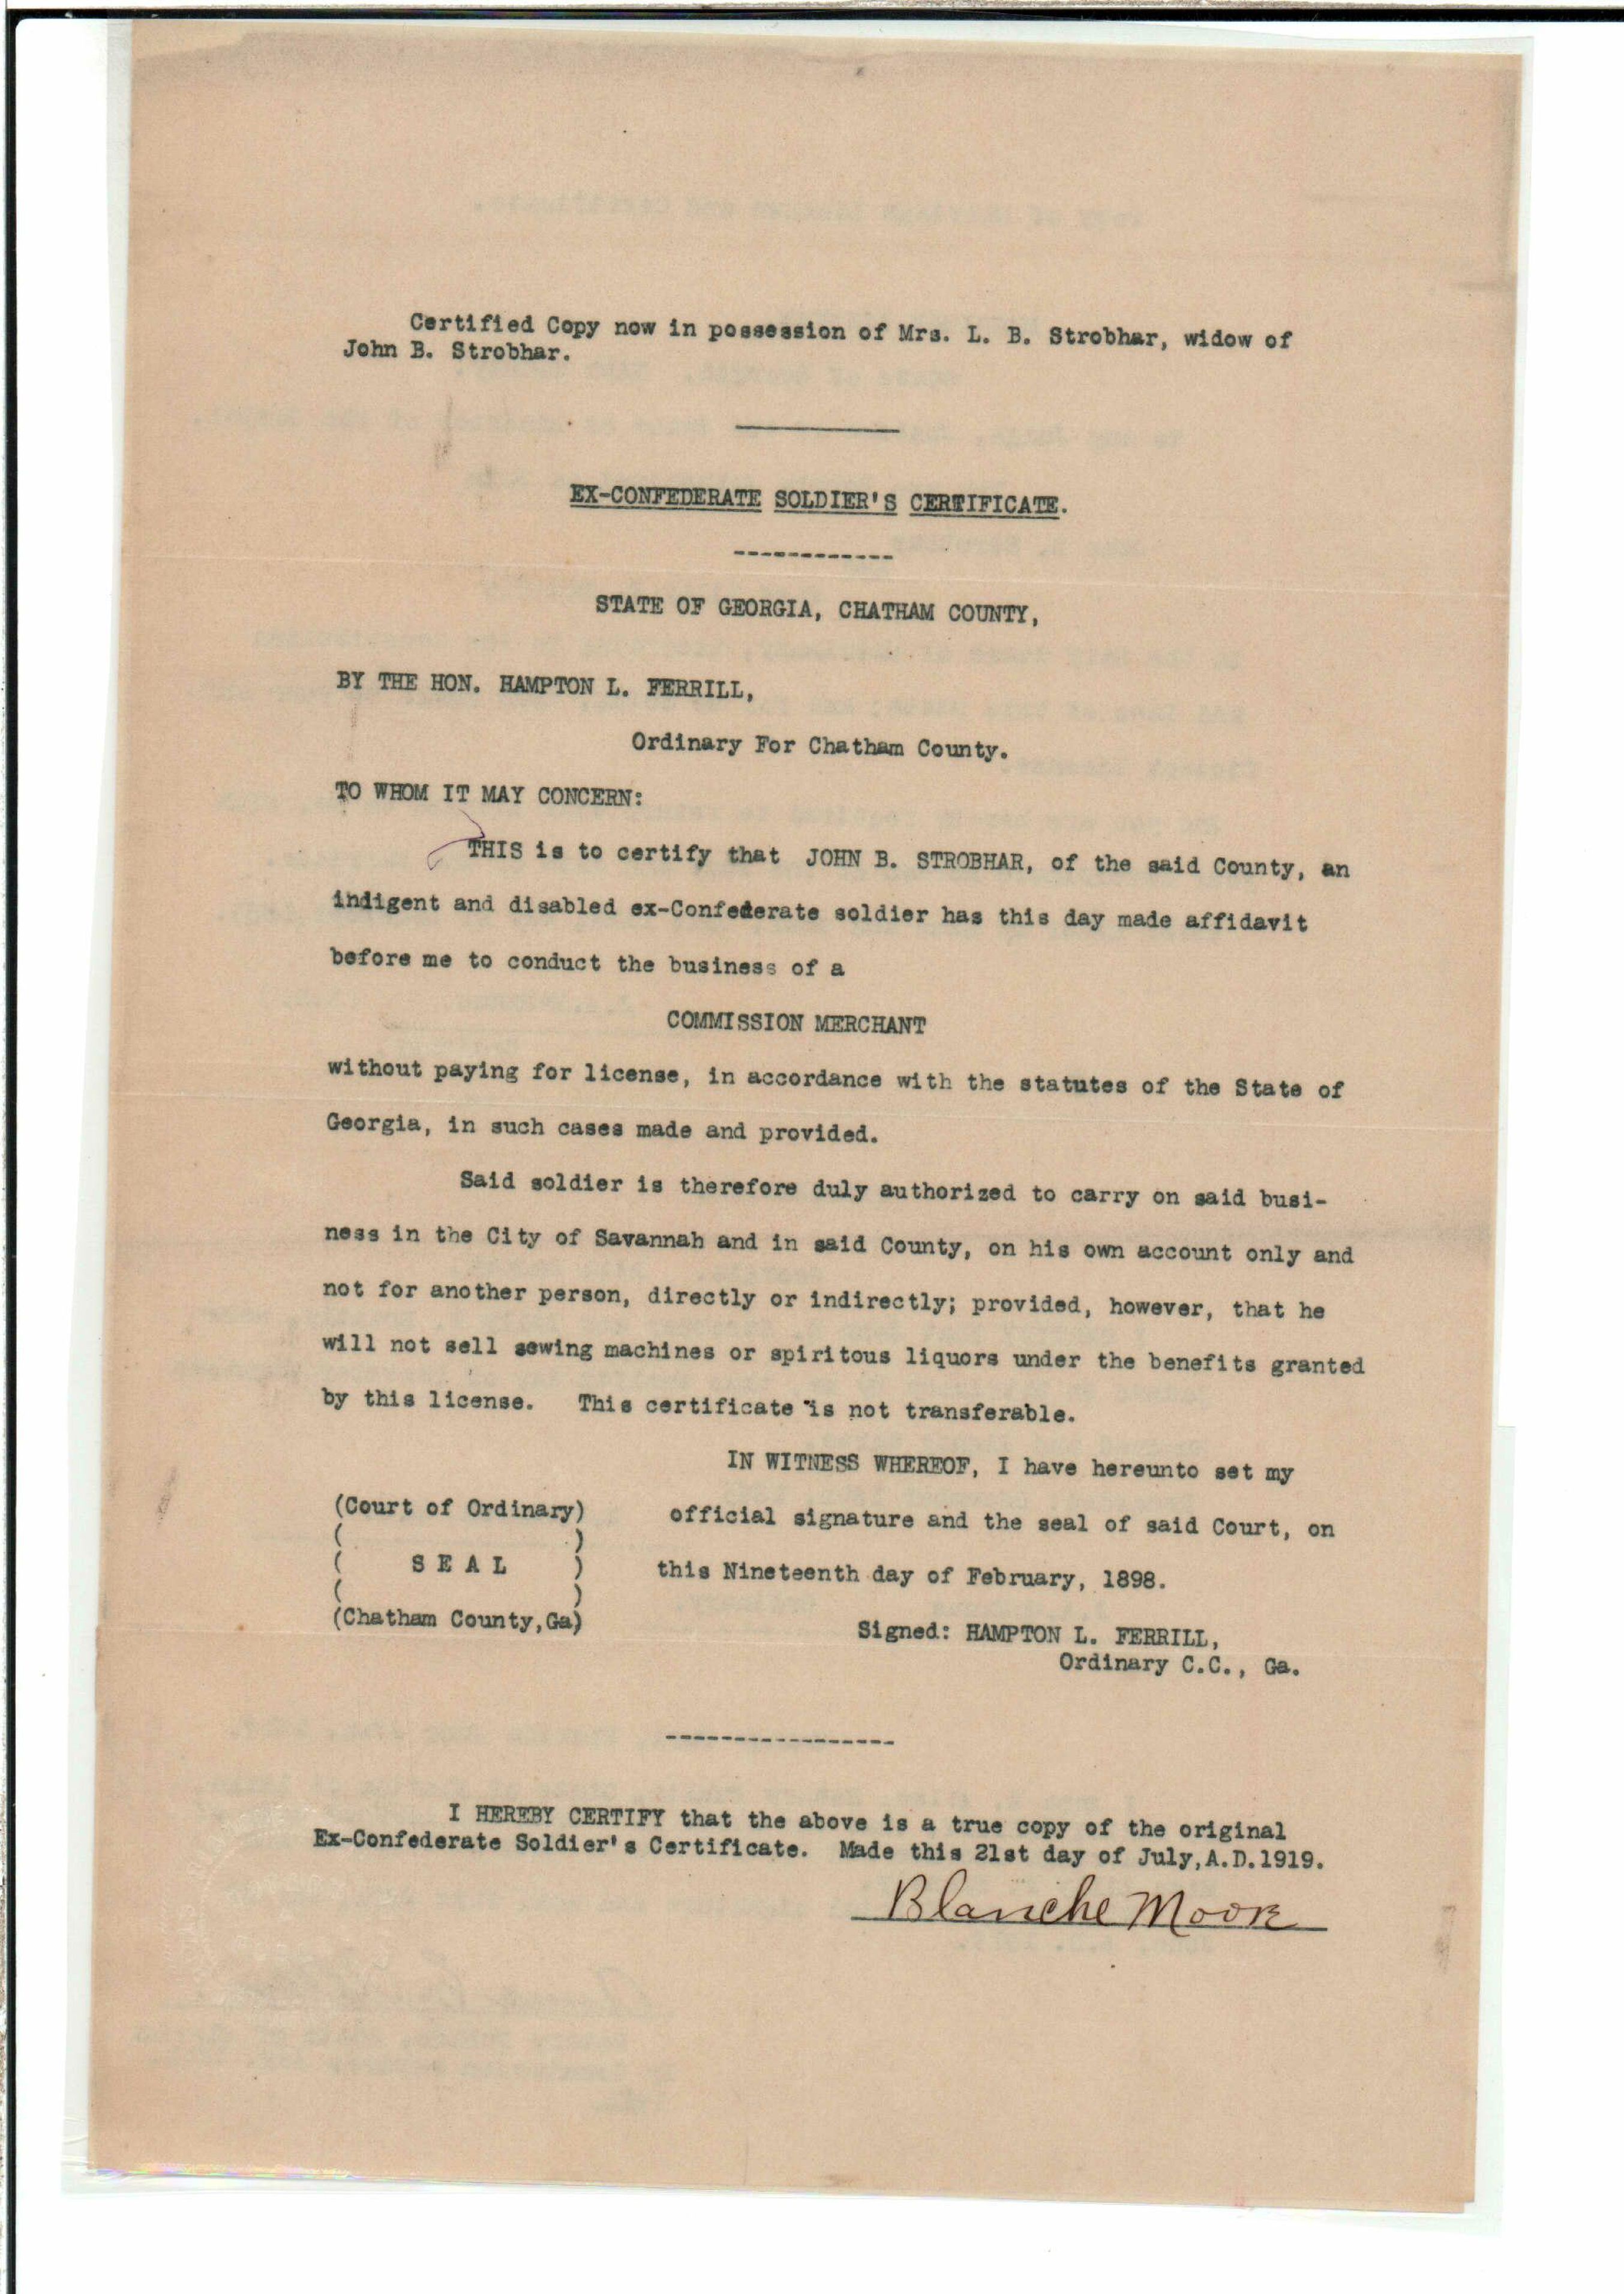 Certified Copy now in possession of Mrs. L. B. Strobhar, widow of
John B. Strobhar.
EX-CONFEDERATE SOLDIER'S CERTIFICATE.
------------
STATE OF GEORGIA, CHATHAM COUNTY,
BY THE HON. HAMPTON L. FERRILL,
Ordinary For Chatham County.
TO WHOM IT MAY CONCERN:
THIS is to certify that JOHN B. STROBHAR, of the said County, an
indigent and disabled ex-Confederate soldier has this day made affidavit
before me to conduct the business of a
COMMISSION MERCHANT
without paying for license, in accordance with the statutes of the State of
Georgia, in such cases made and provided.
Said soldier is therefore duly authorized to carry on said busi-
ness in the City of Savannah and in said County, on his own account only and
not for another person, directly or indirectly; provided, however, that he
will not sell sewing machines or spiritous liquors under the benefits granted
by this license. This certificate is not transferable.
IN WITNESS WHEREOF, I have hereunto set my
official signature and the seal of said Court, on
this Nineteenth day of February, 1898.
(Court of Ordinary)
( )
( S E A L )
( )
(Chatham County,Ga)
Signed: HAMPTON L. FERRILL,
Ordinary C.C., Ga.
-----------------
I HEREBY CERTIFY that the above is a true copy of the original
Ex-Confederate Soldier's Certificate. Made this 21st day of July,A.D.1919.
Blanche Moore